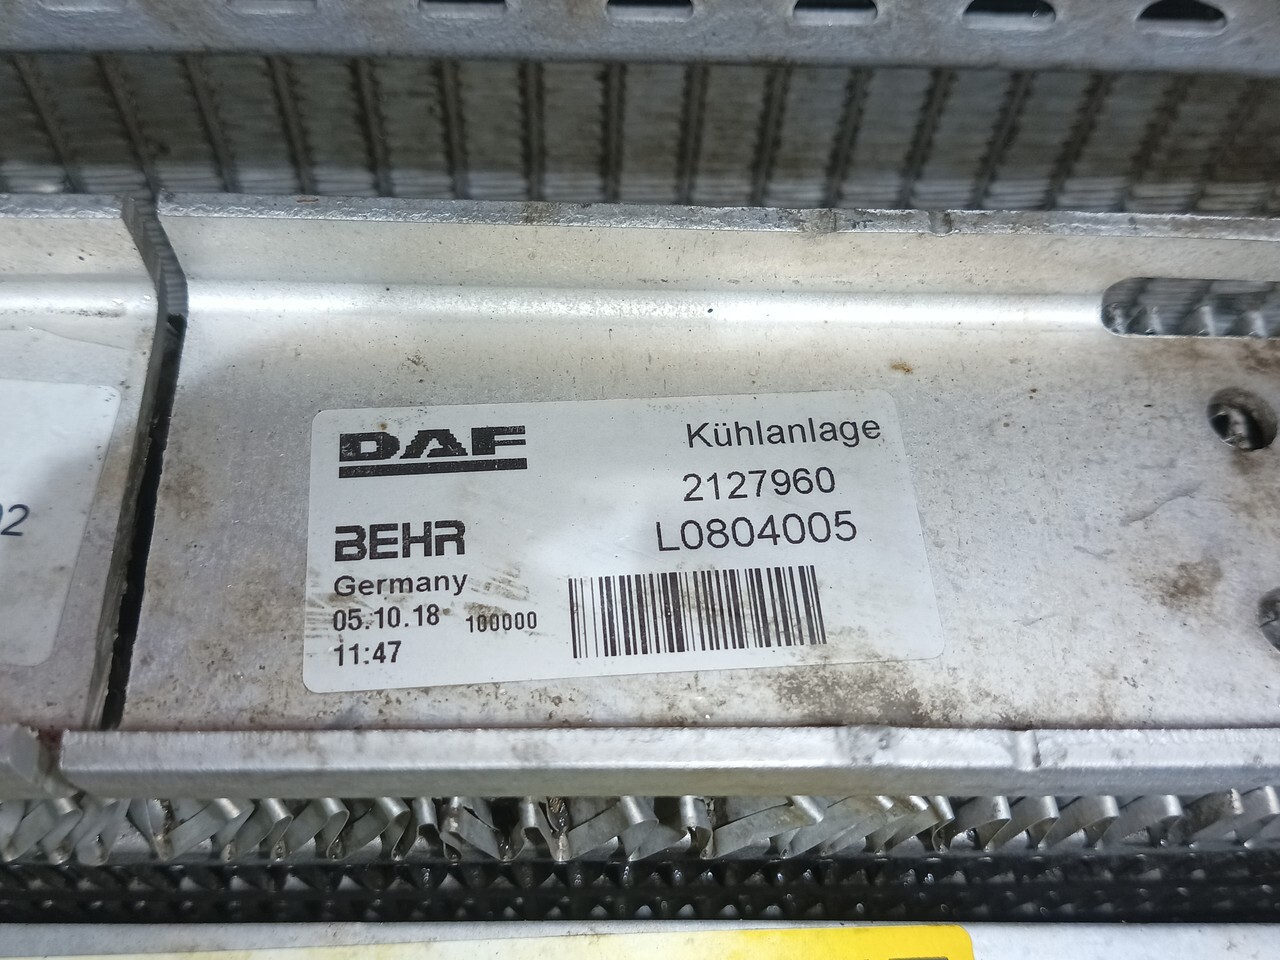 DAF
Kühlanlage
2127960
BEHR
L0804005
Germany
05.10.18 100000
11:47